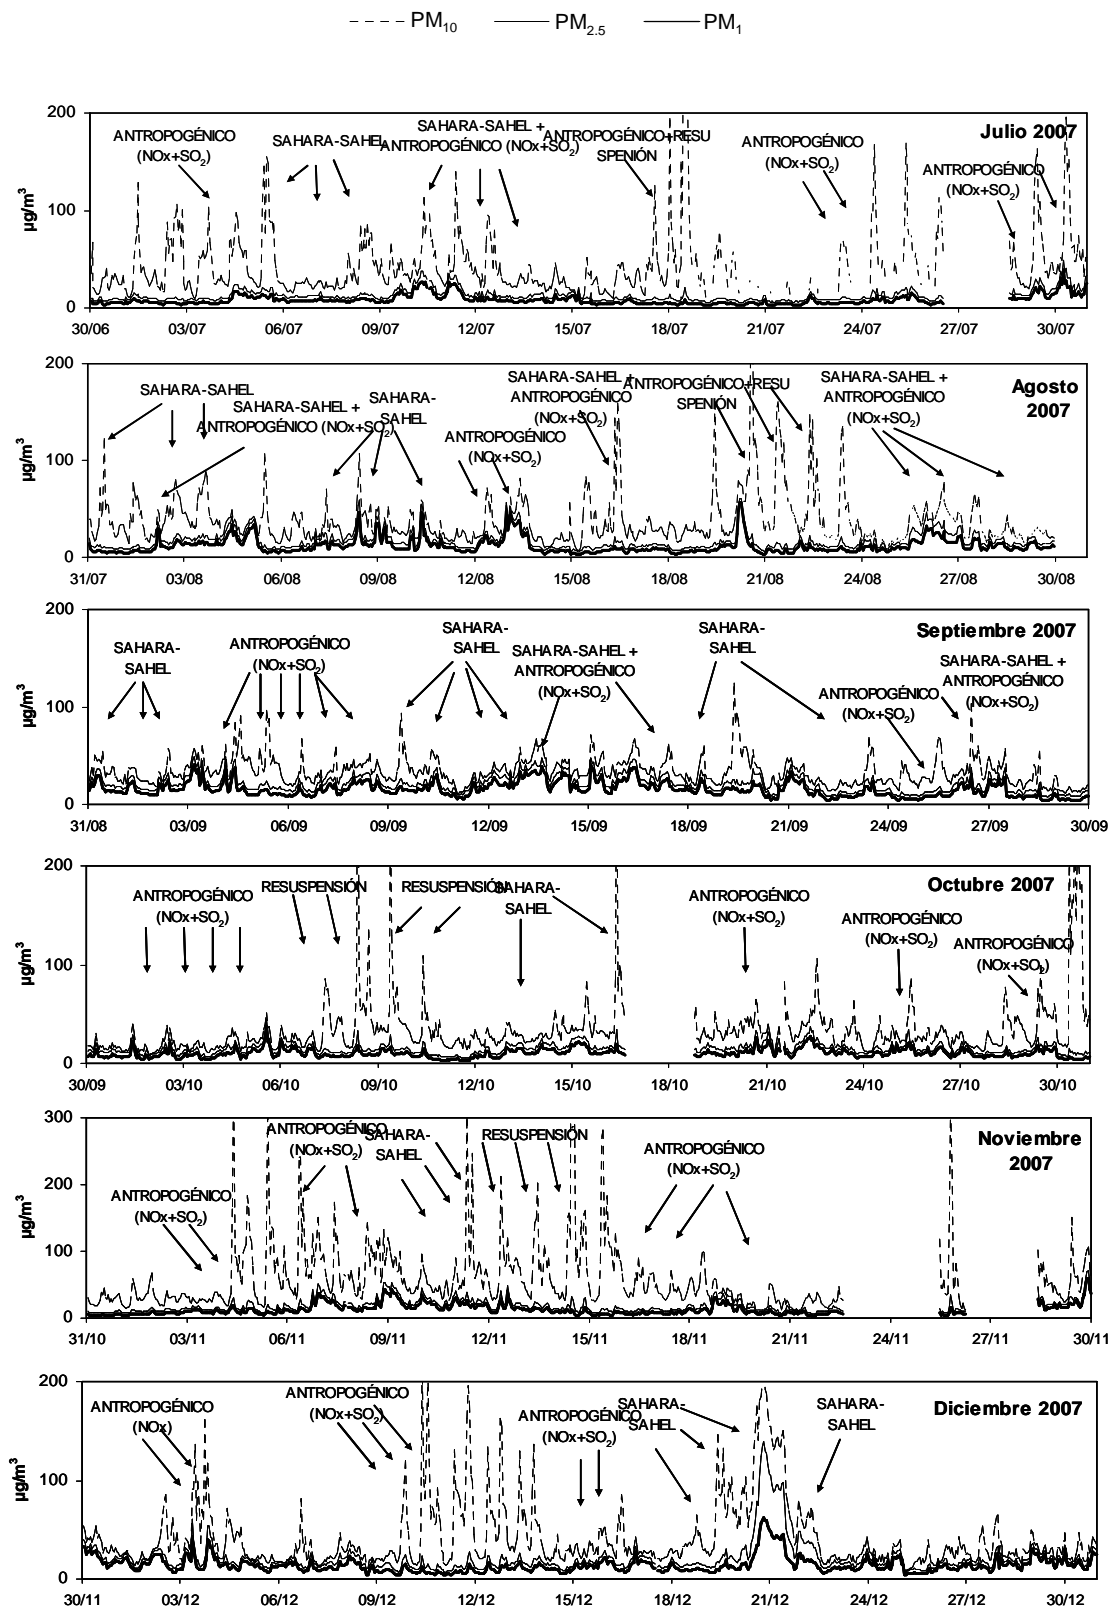 PM10 PM2.5 PM1
Julio 2007
200
100
0
µg/m³
ANTROPOGÉNICO
(NOx+SO2)
SAHARA-SAHEL
SAHARA-SAHEL +
ANTROPOGÉNICO (NOx+SO2)
ANTROPOGÉNICO+RESU
SPENIÓN
ANTROPOGÉNICO
(NOx+SO2)
ANTROPOGÉNICO
(NOx+SO2)
30/06 03/07 06/07 09/07 12/07 15/07 18/07 21/07 24/07 27/07 30/07
Agosto
2007
200
100
0
µg/m³
SAHARA-SAHEL
SAHARA-SAHEL +
ANTROPOGÉNICO (NOx+SO2)
SAHARA-
SAHEL
ANTROPOGÉNICO
(NOx+SO2)
SAHARA-SAHEL +
ANTROPOGÉNICO
(NOx+SO2)
ANTROPOGÉNICO+RESU
SPENIÓN
SAHARA-SAHEL +
ANTROPOGÉNICO
(NOx+SO2)
31/07 03/08 06/08 09/08 12/08 15/08 18/08 21/08 24/08 27/08 30/08
Septiembre 2007
200
100
0
µg/m³
SAHARA-
SAHEL
ANTROPOGÉNICO
(NOx+SO2)
SAHARA-
SAHEL
SAHARA-SAHEL +
ANTROPOGÉNICO
(NOx+SO2)
SAHARA-
SAHEL
ANTROPOGÉNICO
(NOx+SO2)
SAHARA-SAHEL +
ANTROPOGÉNICO
(NOx+SO2)
31/08 03/09 06/09 09/09 12/09 15/09 18/09 21/09 24/09 27/09 30/09
Octubre 2007
200
100
0
µg/m³
ANTROPOGÉNICO
(NOx+SO2)
RESUSPENSIÓN
RESUSPENSIÓN
SAHARA-
SAHEL
ANTROPOGÉNICO
(NOx+SO2)
ANTROPOGÉNICO
(NOx+SO2)
ANTROPOGÉNICO
(NOx+SO2)
30/09 03/10 06/10 09/10 12/10 15/10 18/10 21/10 24/10 27/10 30/10
Noviembre
2007
300
200
100
0
µg/m³
ANTROPOGÉNICO
(NOx+SO2)
ANTROPOGÉNICO
(NOx+SO2)
SAHARA-
SAHEL
RESUSPENSIÓN
ANTROPOGÉNICO
(NOx+SO2)
31/10 03/11 06/11 09/11 12/11 15/11 18/11 21/11 24/11 27/11 30/11
Diciembre 2007
200
100
0
µg/m³
ANTROPOGÉNICO
(NOx)
ANTROPOGÉNICO
(NOx+SO2)
ANTROPOGÉNICO
(NOx+SO2)
SAHARA-
SAHEL
SAHARA-
SAHEL
30/11 03/12 06/12 09/12 12/12 15/12 18/12 21/12 24/12 27/12 30/12